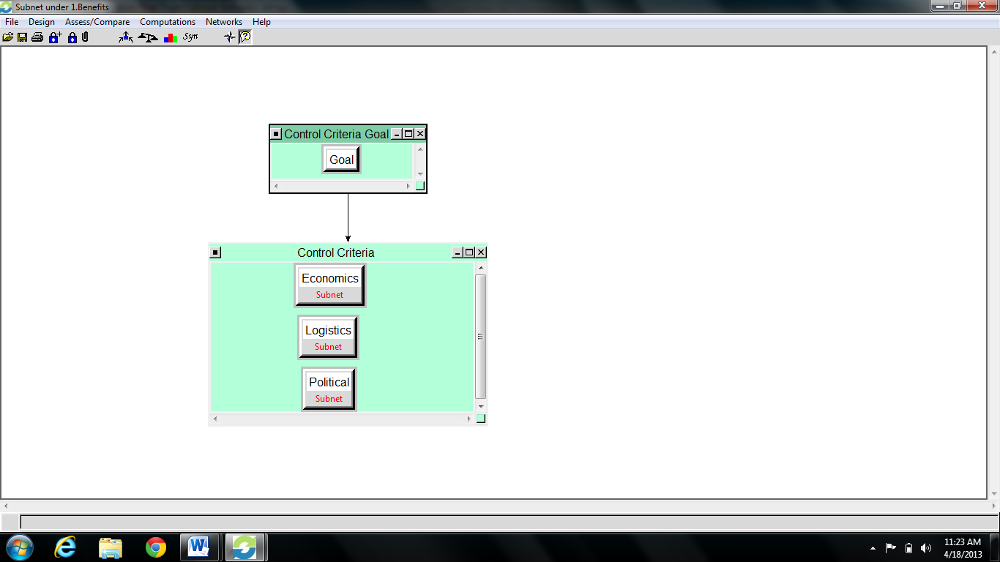 Subnet under 1.Benefits
File Design Assess/Compare Computations Networks Help
Syn
Control Criteria Goal
Goal
Control Criteria
Economics
Subnet
Logistics
Subnet
Political
Subnet
11:23 AM
4/18/2013